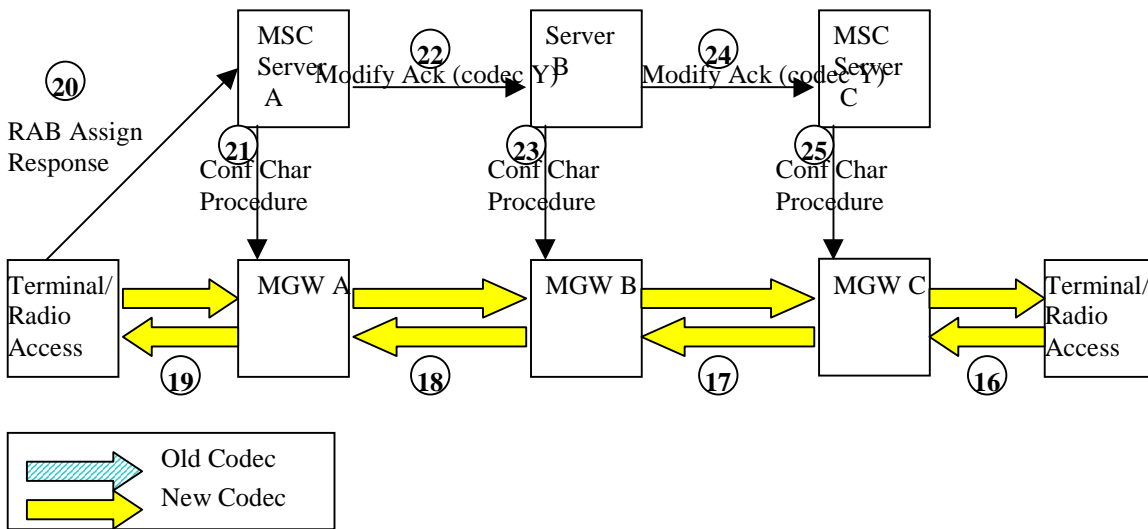 MSC
Server
A
22
Server
B
24
MSC
Server
C
Modify Ack (codec Y)
Modify Ack (codec Y)
20
RAB Assign
Response
21
Conf Char
Procedure
23
Conf Char
Procedure
25
Conf Char
Procedure
Terminal/
Radio
Access
MGW A
MGW B
MGW C
Terminal/
Radio
Access
19
18
17
16
Old Codec
New Codec